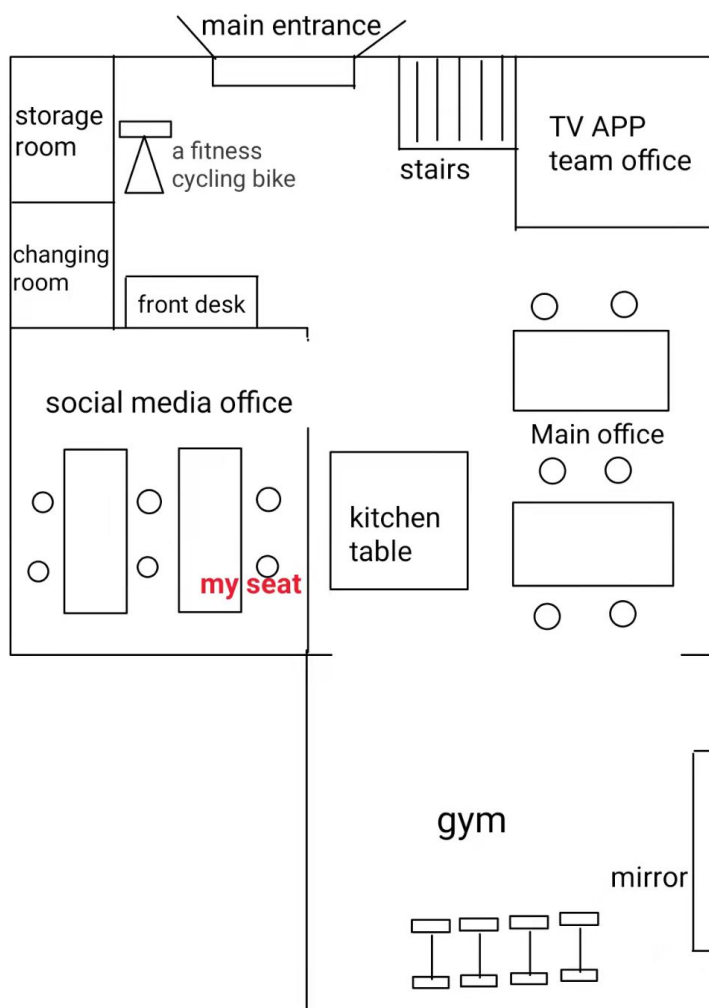 main entrance
storage
room
a fitness
cycling bike
stairs
TV APP
team office
changing
room
front desk
social media office
Main office
kitchen
table
my seat
gym
mirror